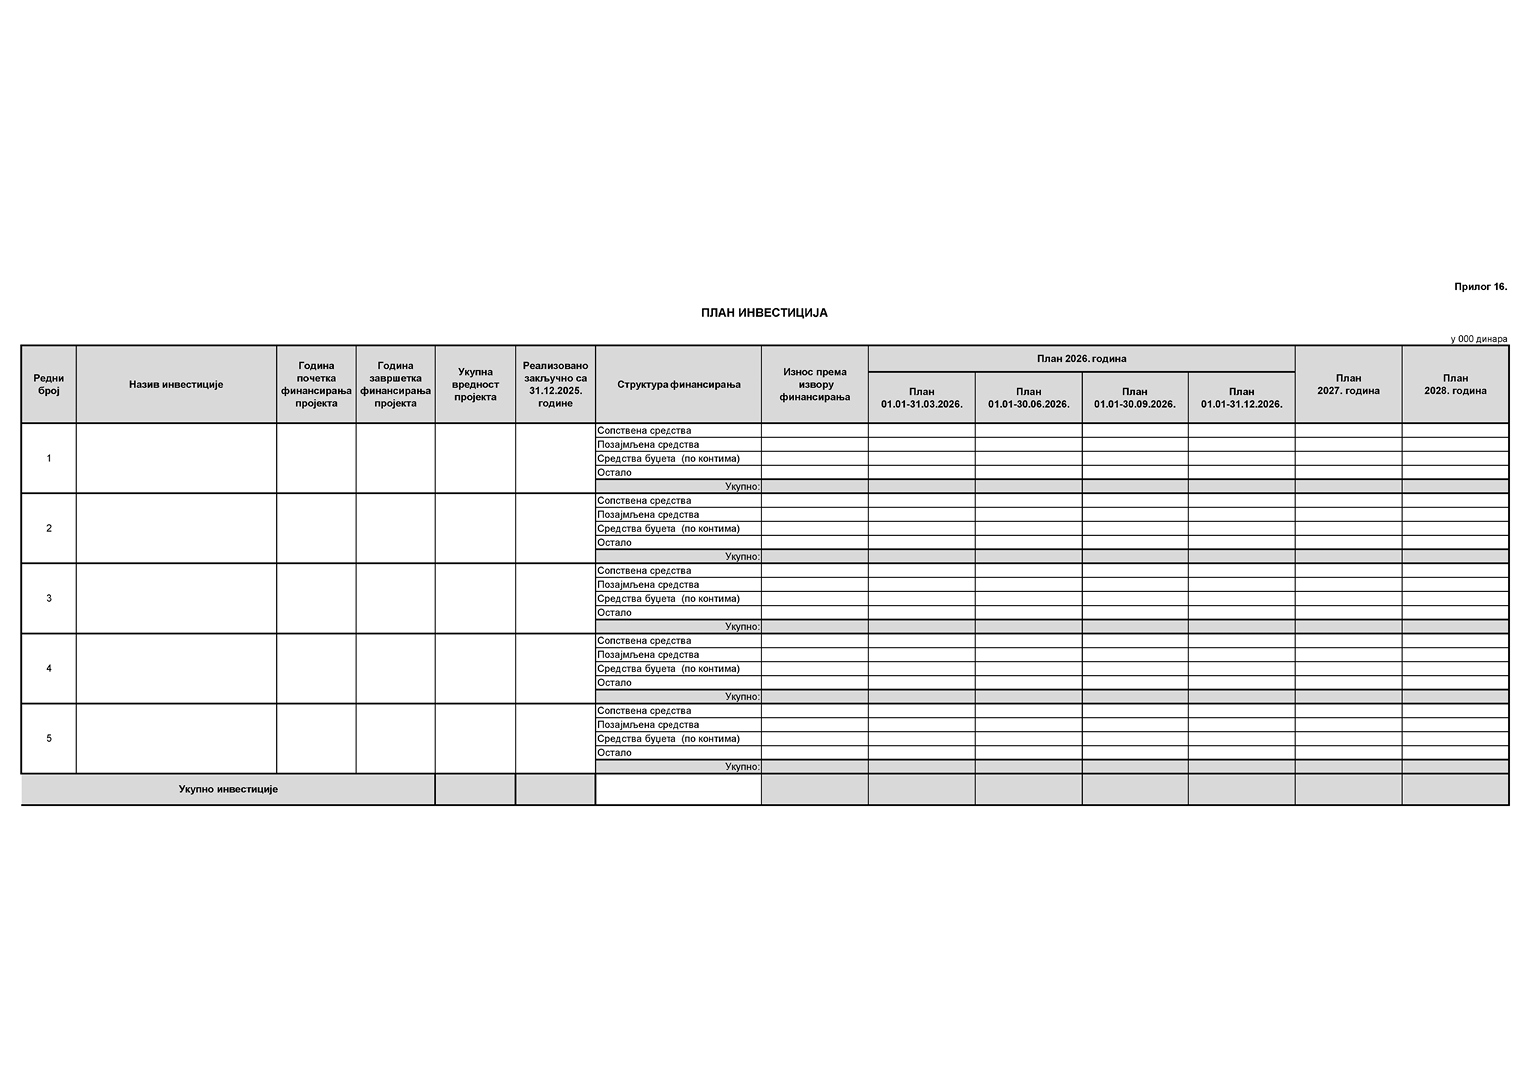 Прилог 16.
ПЛАН ИНВЕСТИЦИЈА
у 000 динара
Редни
број
Назив инвестиције
Година
почетка
финансирања
пројекта
Година
завршетка
финансирања
пројекта
Укупна
вредност
пројекта
Реализовано
закључно са
31.12.2025.
године
Структура финансирања
Износ према
извору
финансирања
План 2026. година
План
01.01-31.03.2026.
План
01.01-30.06.2026.
План
01.01-30.09.2026.
План
01.01-31.12.2026.
План
2027. година
План
2028. година
1
Сопствена средства
Позајмљена средства
Средства буџета (по контима)
Остало
Укупно:
2
Сопствена средства
Позајмљена средства
Средства буџета (по контима)
Остало
Укупно:
3
Сопствена средства
Позајмљена средства
Средства буџета (по контима)
Остало
Укупно:
4
Сопствена средства
Позајмљена средства
Средства буџета (по контима)
Остало
Укупно:
5
Сопствена средства
Позајмљена средства
Средства буџета (по контима)
Остало
Укупно:
Укупно инвестиције